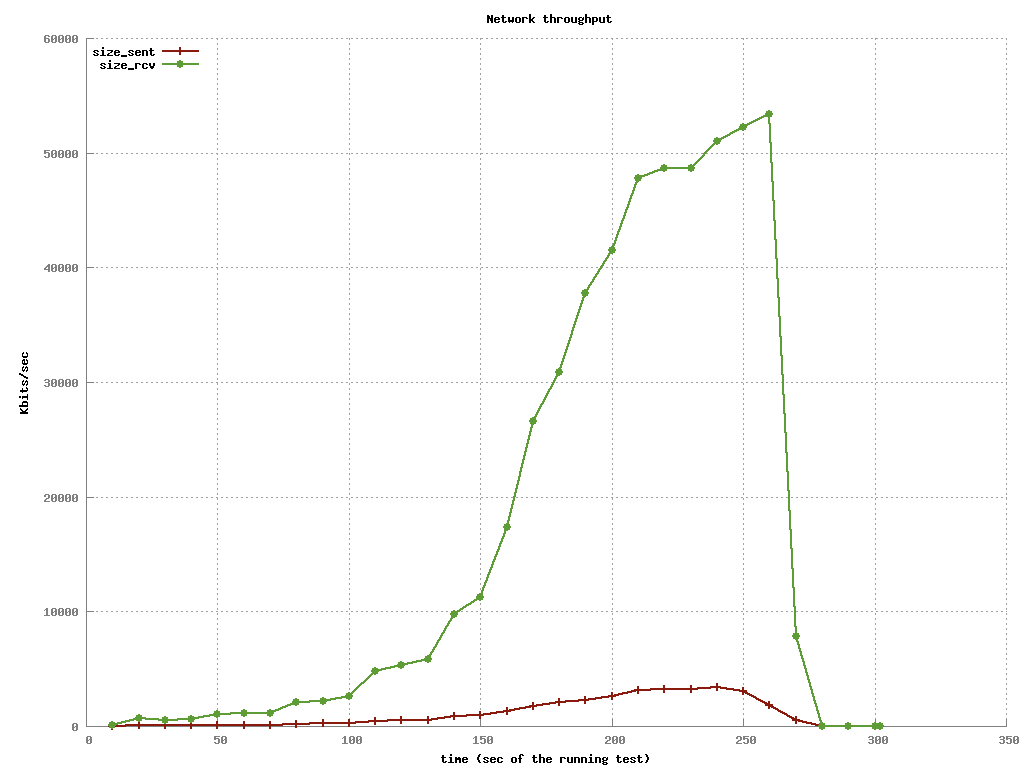 Network throughput
size_sent
size_rcv
60000
50000
40000
30000
20000
10000
0
Kbits/sec
0 50 100 150 200 250 300 350
time (sec of the running test)